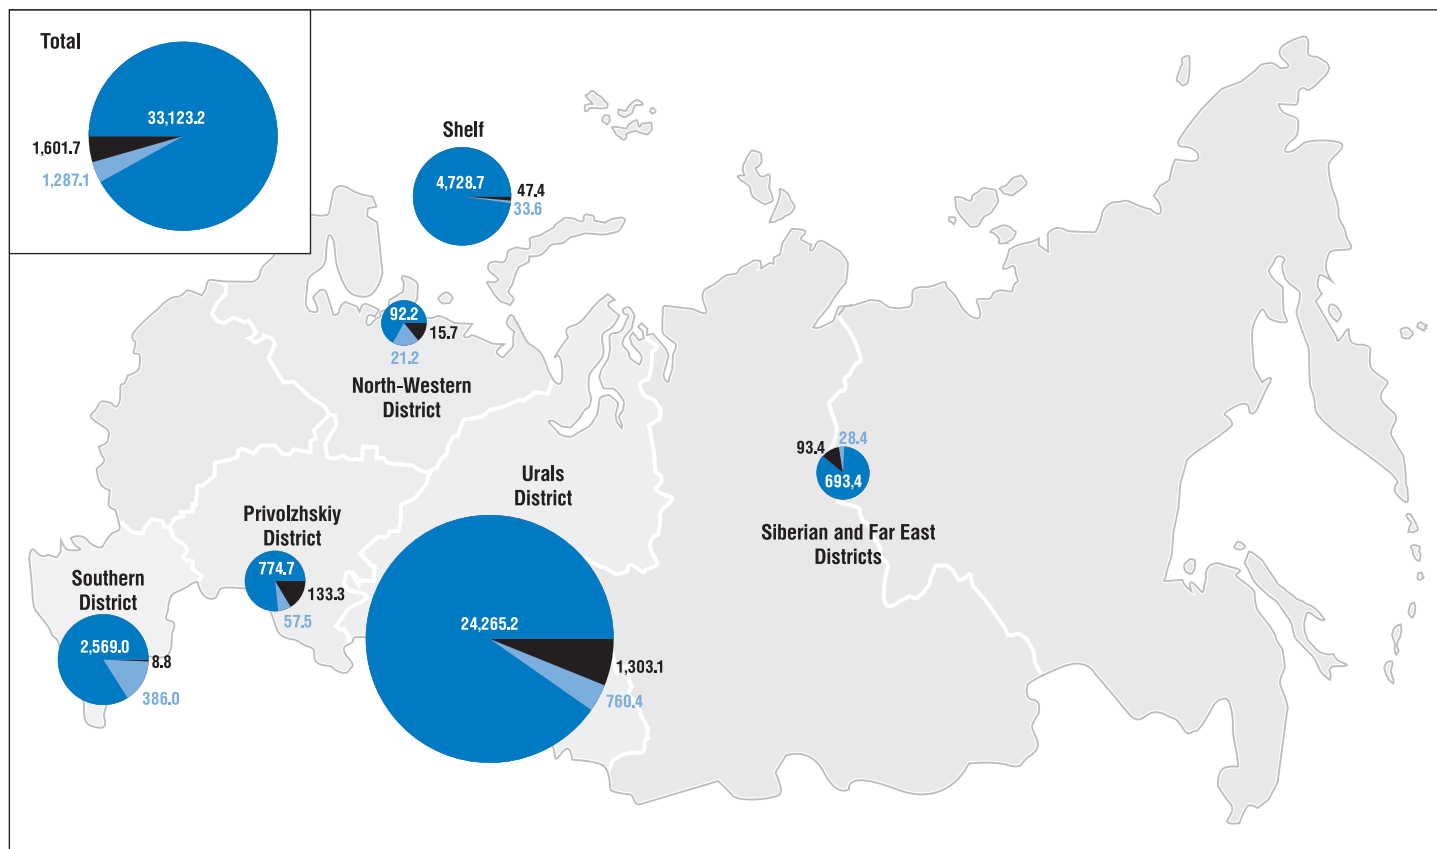 Total
33,123.2
1,601.7
1,287.1
Shelf
4,728.7
47.4
33.6
92.2
15.7
21.2
North-Western
District
Urals
District
24,265.2
1,303.1
760.4
93.4
28.4
693,4
Siberian and Far East
Districts
Privolzhskiy
District
774.7
133.3
57.5
Southern
District
2,569.0
8.8
386.0